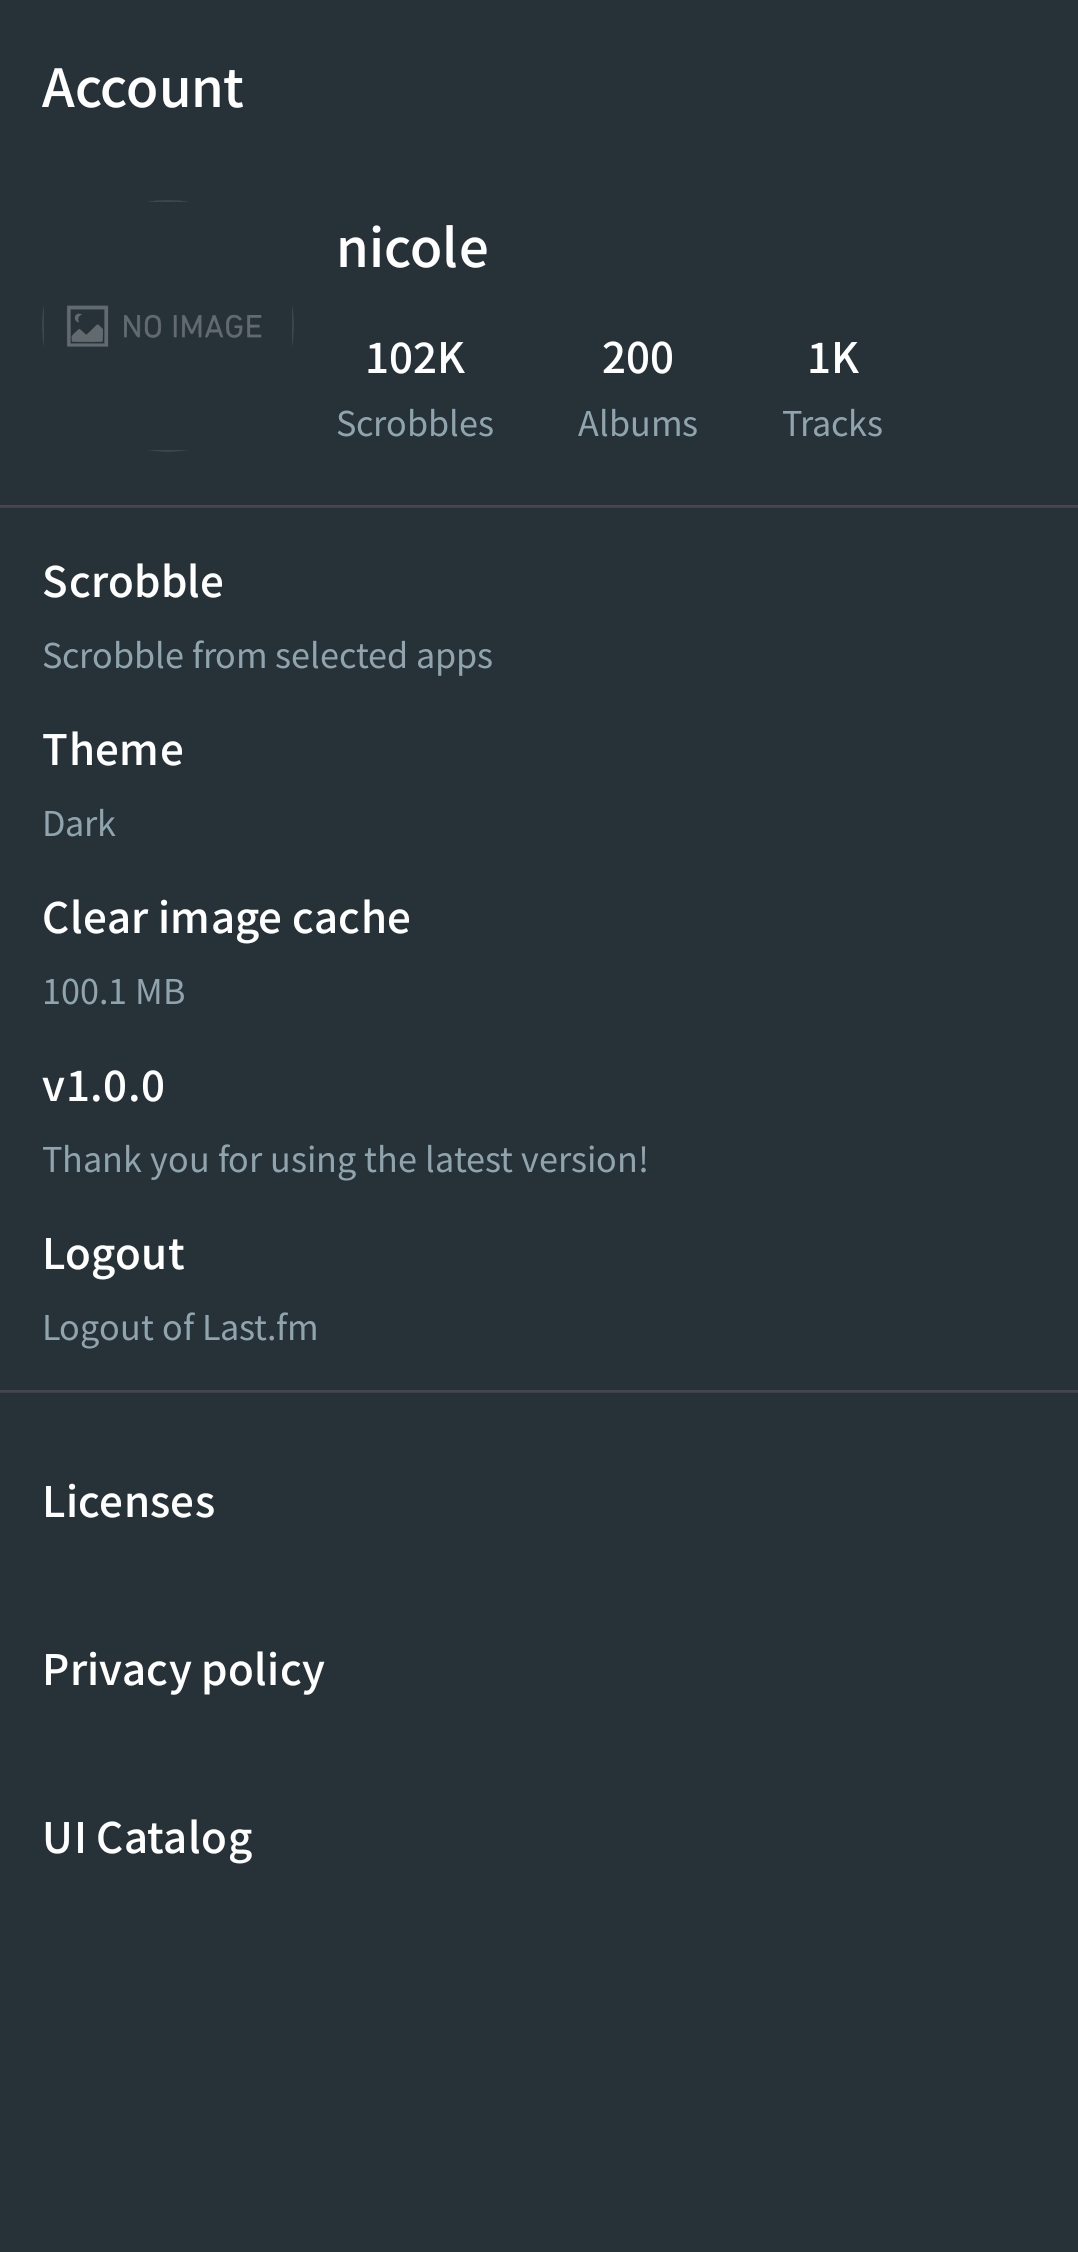 Account
nicole
NO IMAGE
102K 200 1K
Scrobbles Albums Tracks
Scrobble
Scrobble from selected apps
Theme
Dark
Clear image cache
100.1 MB
v1.0.0
Thank you for using the latest version!
Logout
Logout of Last.fm
Licenses
Privacy policy
UI Catalog